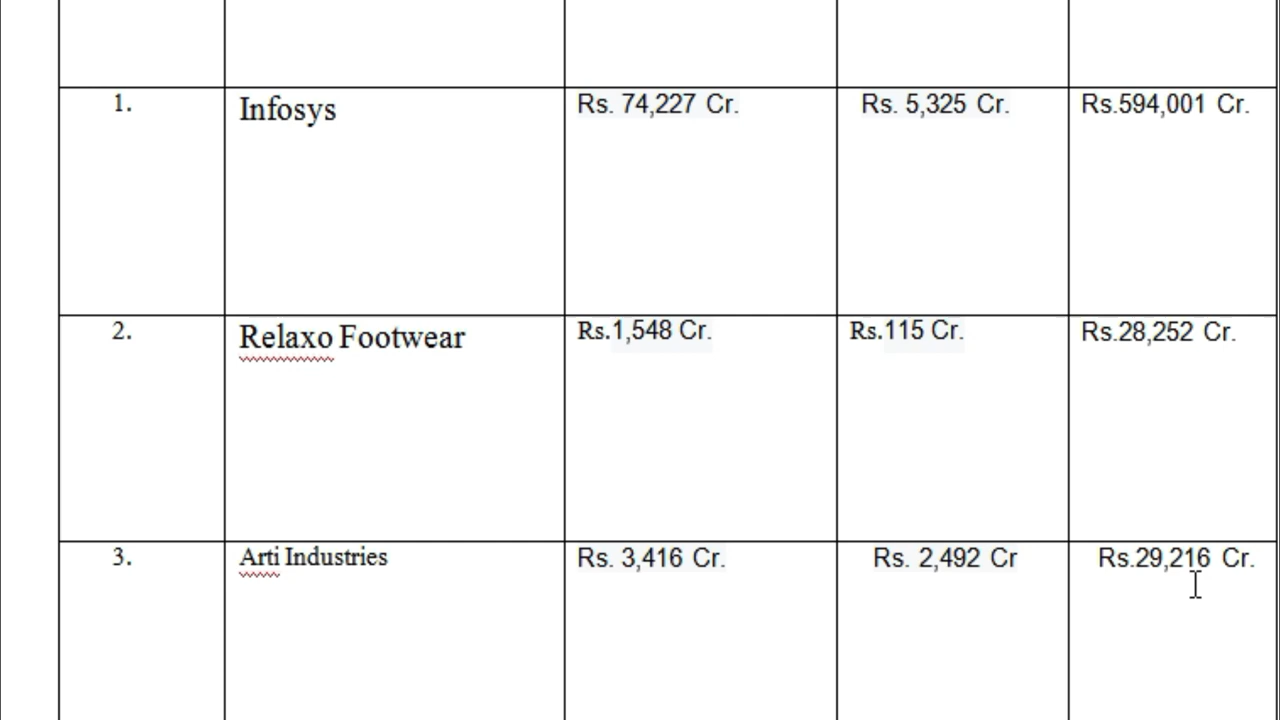 1. Infosys Rs. 74,227 Cr. Rs. 5,325 Cr. Rs.594,001 Cr.
2. Relaxo Footwear Rs.1,548 Cr. Rs.115 Cr. Rs.28,252 Cr.
3. Arti Industries Rs. 3,416 Cr. Rs. 2,492 Cr Rs.29,216 Cr.